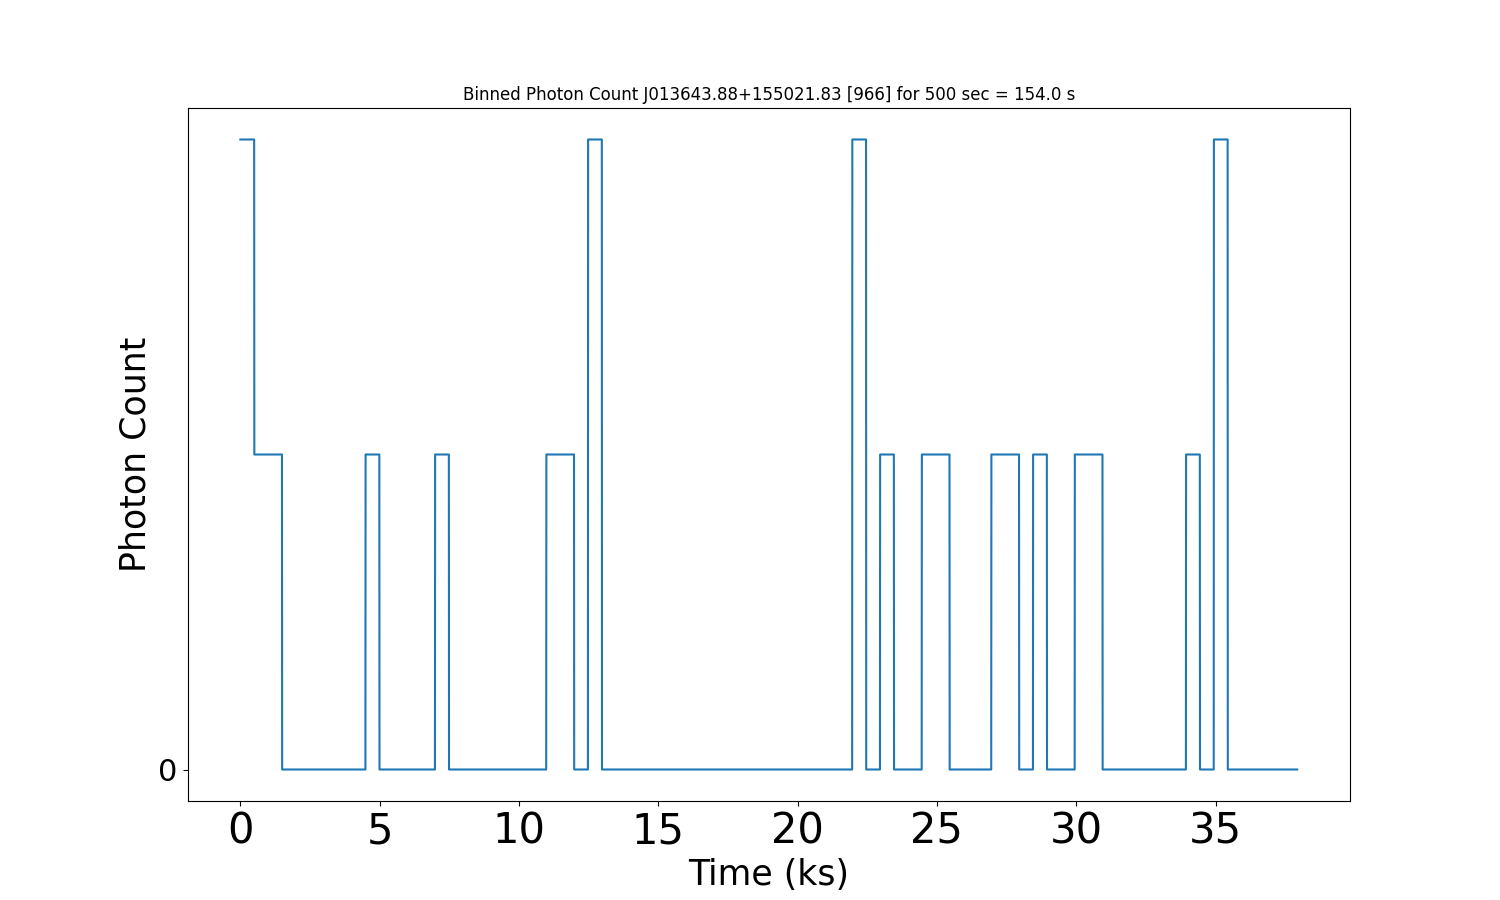 Binned Photon Count J013643.88+155021.83 [966] for 500 sec = 154.0 s
Photon Count
0
0 5 10 15 20 25 30 35
Time (ks)